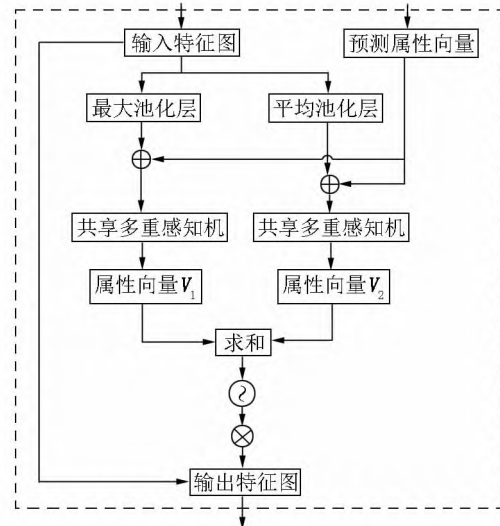 输入特征图
预测属性向量
最大池化层
平均池化层
共享多重感知机
共享多重感知机
属性向量V₁
属性向量V₂
求和
输出特征图